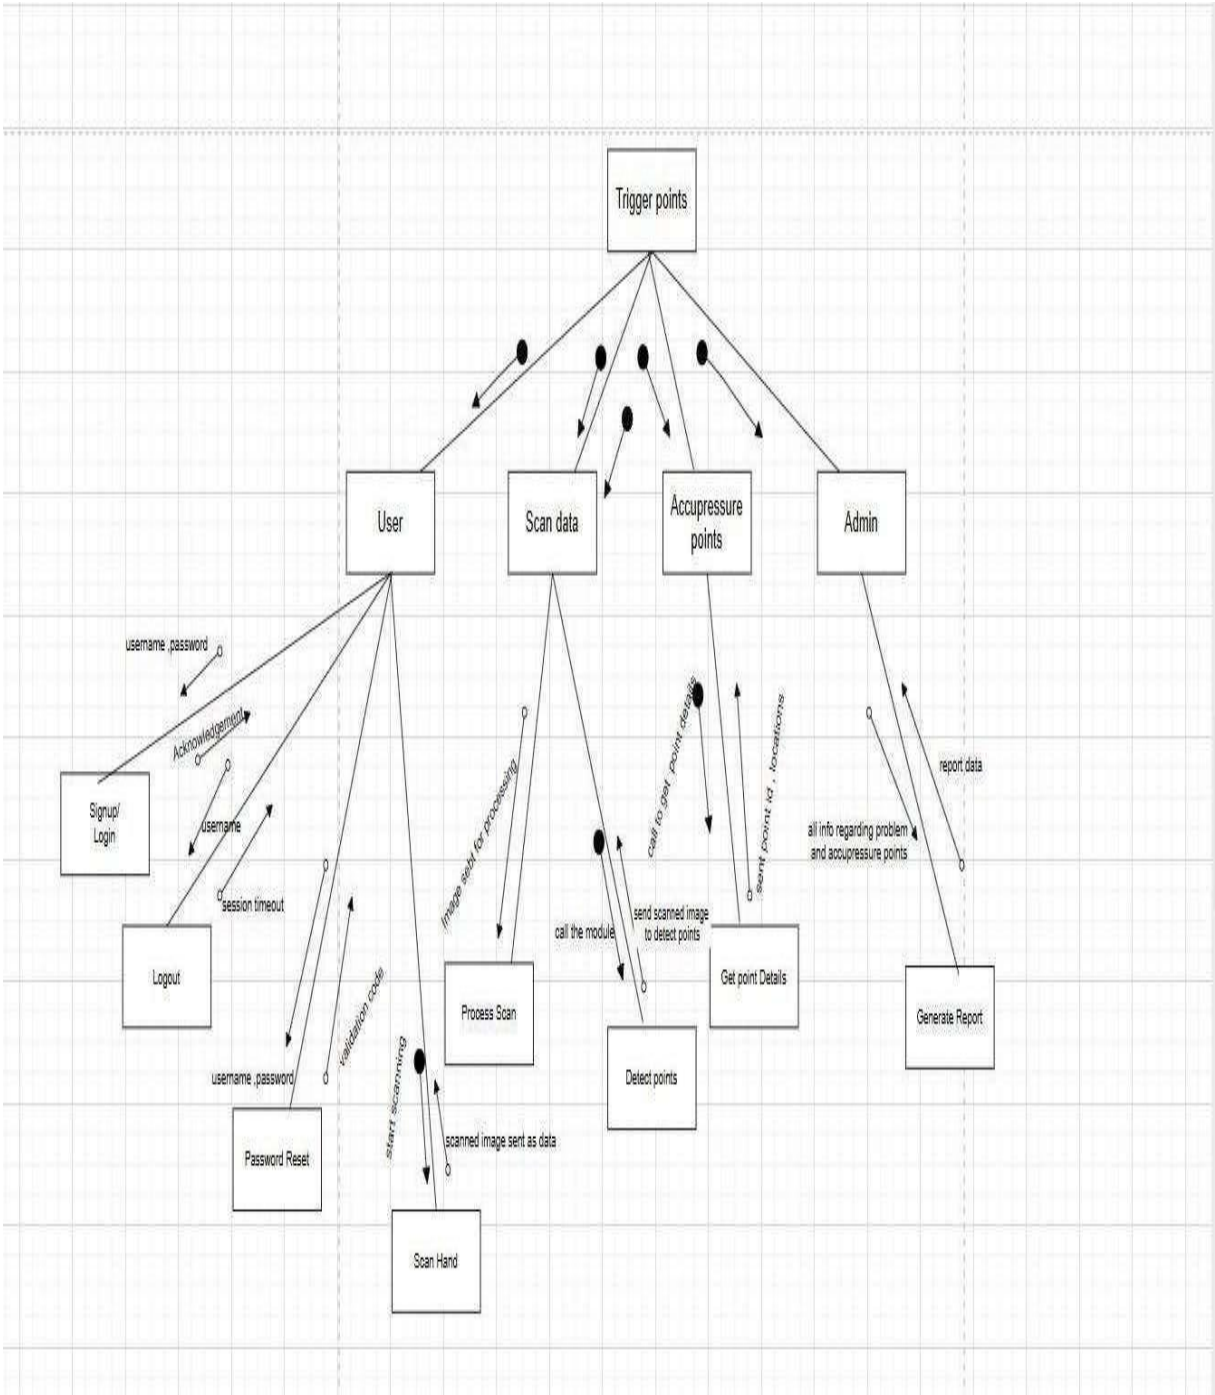 Trigger points
User
Scan data
Accupressure
points
Admin
username ,password
Acknowledgement
username
session timeout
Signup/
Login
Logout
username ,password
validation code
Password Reset
start scanning
scanned image sent as data
Scan Hand
Image sebt for processing
Process Scan
call the module
send scanned image
to detect points
Detect points
call to get point details
sent point id , locations
Get point Details
report data
all info regarding problem
and accupressure points
Generate Report